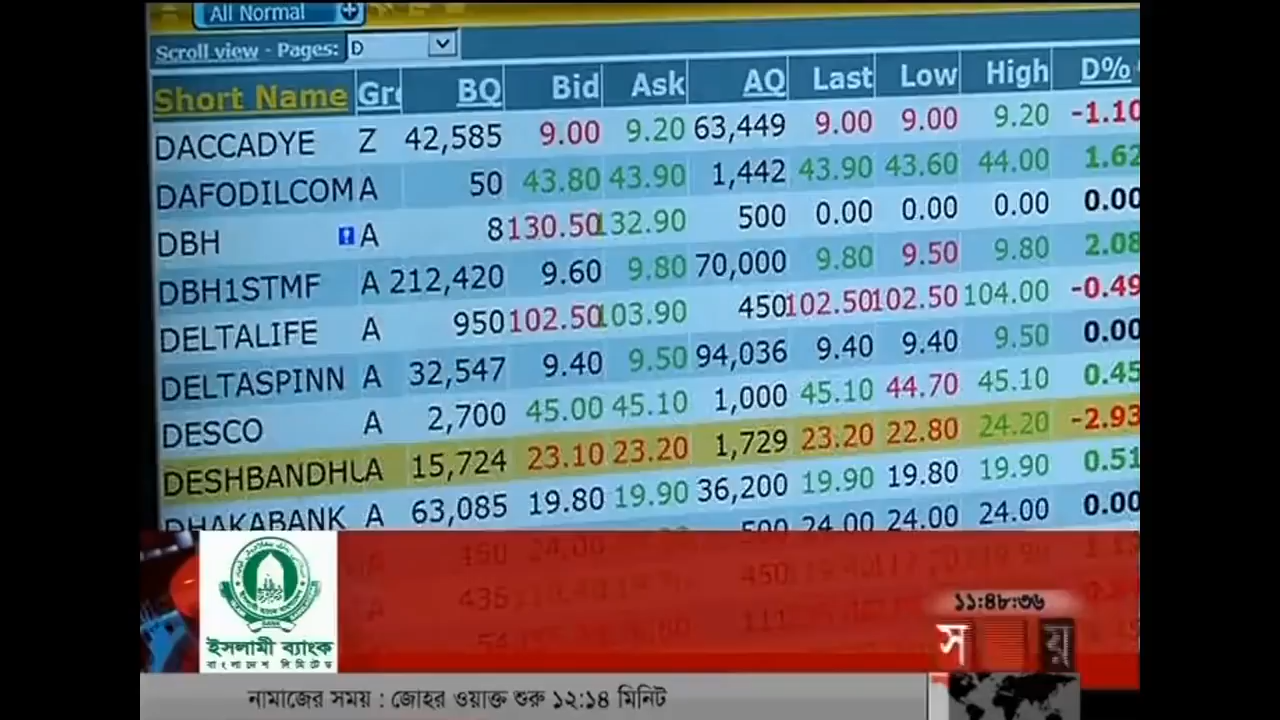 All Normal +
Scroll view - Pages: D
Short Name Gr BQ Bid Ask AQ Last Low High D%
DACCADYE Z 42,585 9.00 9.20 63,449 9.00 9.00 9.20 -1.10
DAFODILCOM A 50 43.80 43.90 1,442 43.90 43.60 44.00 1.62
DBH A 8 130.50 132.90 500 0.00 0.00 0.00 0.00
DBH1STMF A 212,420 9.60 9.80 70,000 9.80 9.50 9.80 2.08
DELTALIFE A 950 102.50 103.90 450 102.50 102.50 104.00 -0.49
DELTASPINN A 32,547 9.40 9.50 94,036 9.40 9.40 9.50 0.00
DESCO A 2,700 45.00 45.10 1,000 45.10 44.70 45.10 0.45
DESHBANDHU A 15,724 23.10 23.20 1,729 23.20 22.80 24.20 -2.93
DHAKABANK A 63,085 19.80 19.90 36,200 19.90 19.80 19.90 0.51
500 24.00 24.00 24.00 0.00
ইসলামী ব্যাংক
বাংলাদেশ লিমিটেড
১১:৪৮:৩৬
স
নামাজের সময় : জোহর ওয়াক্ত শুরু ১২:১৪ মিনিট